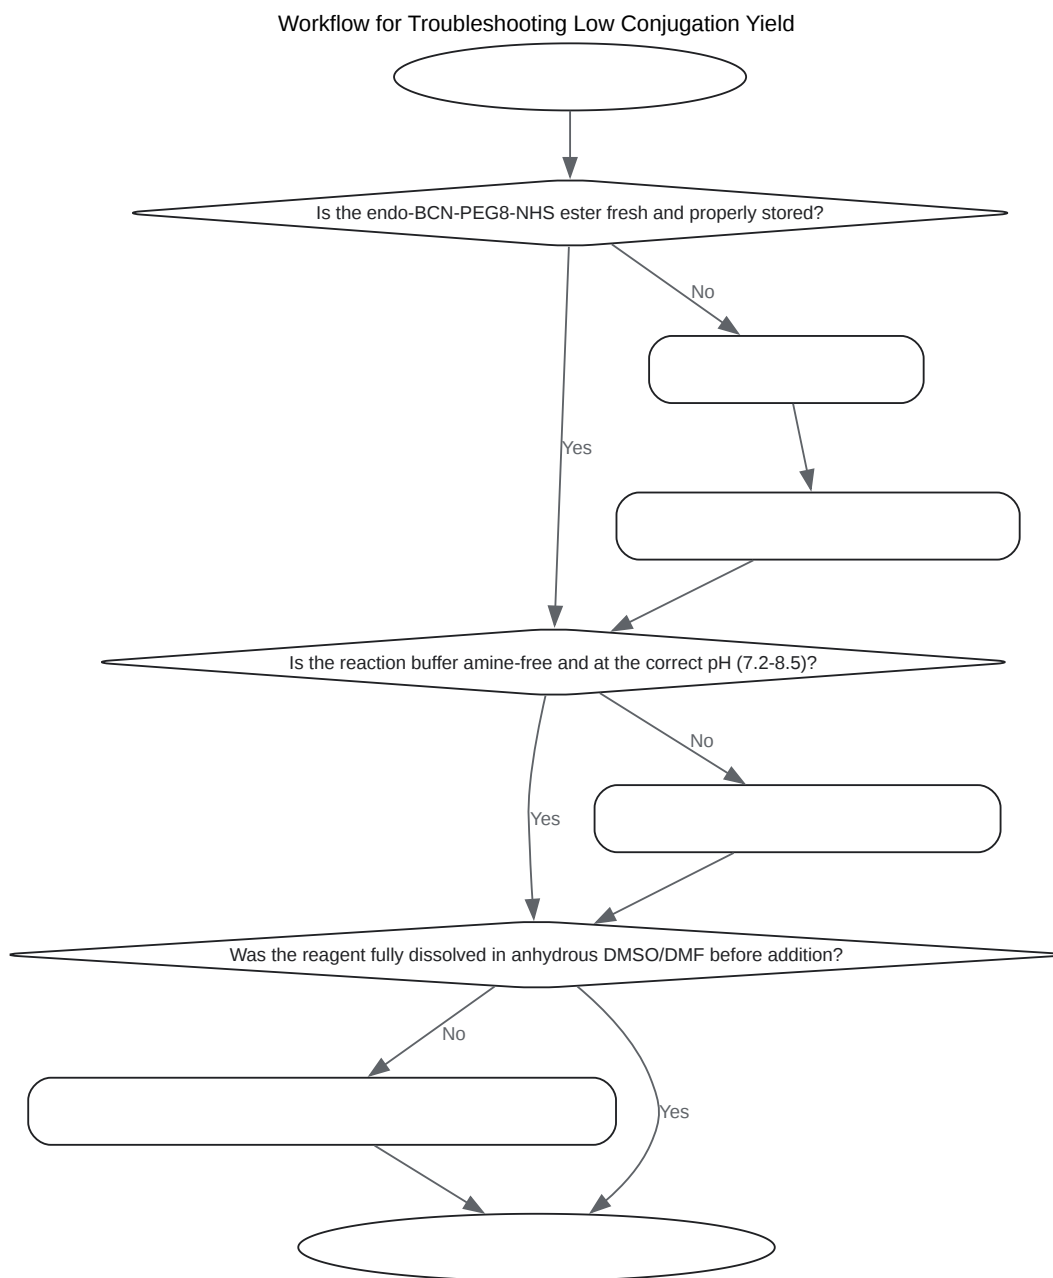 Workflow for Troubleshooting Low Conjugation Yield
Is the endo-BCN-PEG8-NHS ester fresh and properly stored?
No
Yes
Is the reaction buffer amine-free and at the correct pH (7.2-8.5)?
No
Yes
Was the reagent fully dissolved in anhydrous DMSO/DMF before addition?
No
Yes